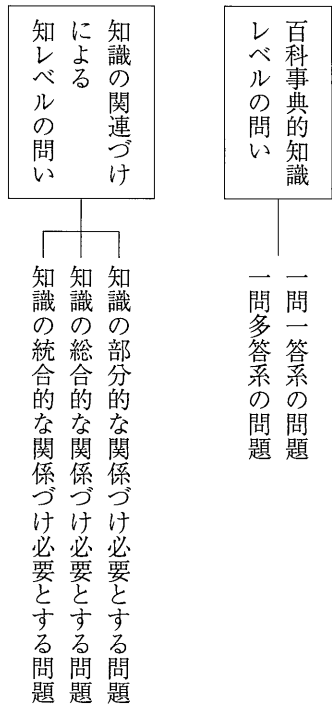 百科事典的知識
レベルの問い
一問一答系の問題
一問多答系の問題
知識の関連づけ
による
知レベルの問い
知識の部分的な関係づけ必要とする問題
知識の総合的な関係づけ必要とする問題
知識の統合的な関係づけ必要とする問題